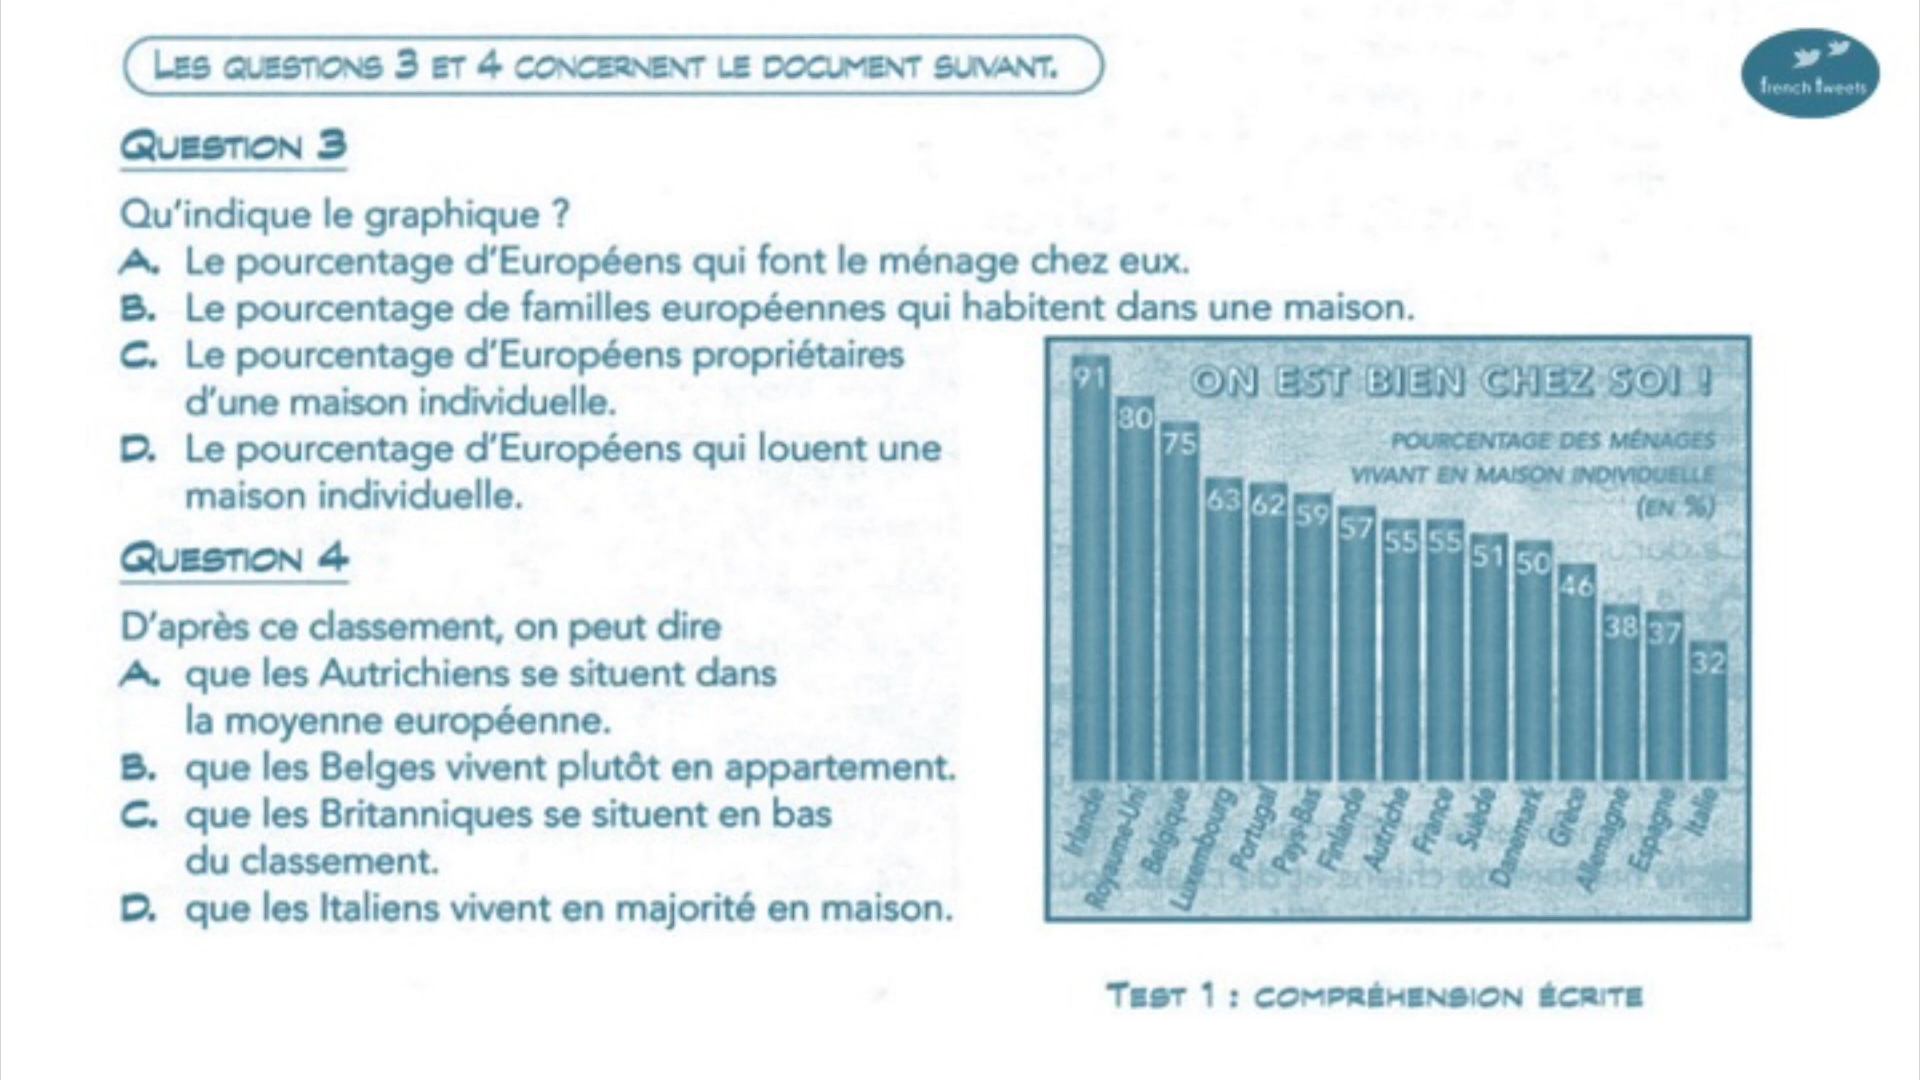 LES QUESTIONS 3 ET 4 CONCERNENT LE DOCUMENT SUIVANT.
french tweets
QUESTION 3
Qu'indique le graphique ?
A. Le pourcentage d'Européens qui font le ménage chez eux.
B. Le pourcentage de familles européennes qui habitent dans une maison.
C. Le pourcentage d'Européens propriétaires
d'une maison individuelle.
D. Le pourcentage d'Européens qui louent une
maison individuelle.
QUESTION 4
D'après ce classement, on peut dire
A. que les Autrichiens se situent dans
la moyenne européenne.
B. que les Belges vivent plutôt en appartement.
C. que les Britanniques se situent en bas
du classement.
D. que les Italiens vivent en majorité en maison.
ON EST BIEN CHEZ SOI !
POURCENTAGE DES MÉNAGES
VIVANT EN MAISON INDIVIDUELLE
(EN %)
91 80 75 63 62 59 57 55 55 51 50 46 38 37 32
Irlande Royaume-Uni Belgique Luxembourg Portugal Pays-Bas Finlande Autriche France Suède Danemark Grèce Allemagne Espagne Italie
TEST 1 : COMPRÉHENSION ÉCRITE